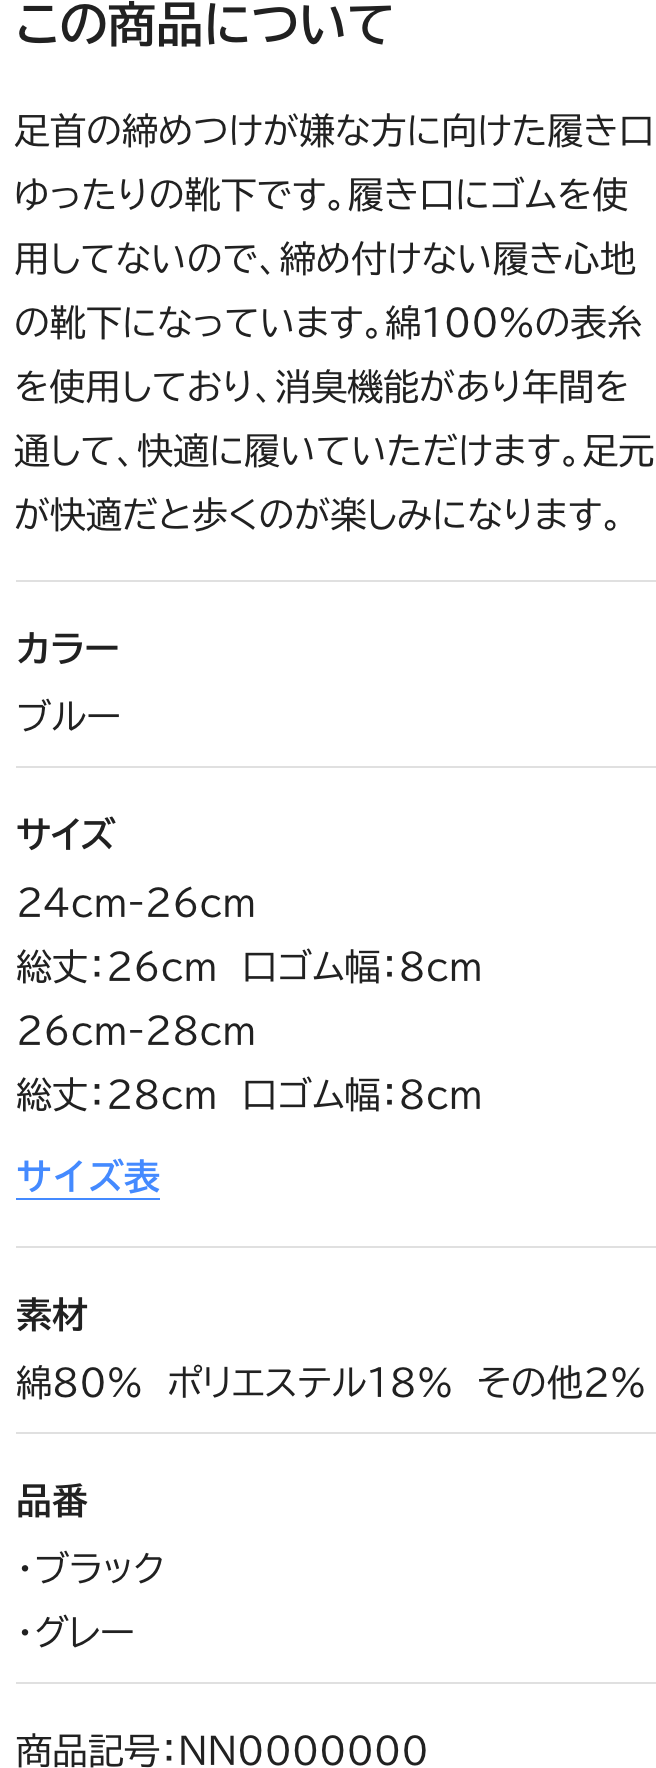 この商品について
足首の締めつけが嫌な方に向けた履き口
ゆったりの靴下です。履き口にゴムを使
用してないので、締め付けない履き心地
の靴下になっています。綿100%の表糸
を使用しており、消臭機能があり年間を
通して、快適に履いていただけます。足元
が快適だと歩くのが楽しみになります。
カラー
ブルー
サイズ
24cm-26cm
総丈：26cm　口ゴム幅：8cm
26cm-28cm
総丈：28cm　口ゴム幅：8cm
サイズ表
素材
綿80%　ポリエステル18%　その他2%
品番
・ブラック
・グレー
商品記号：NN0000000